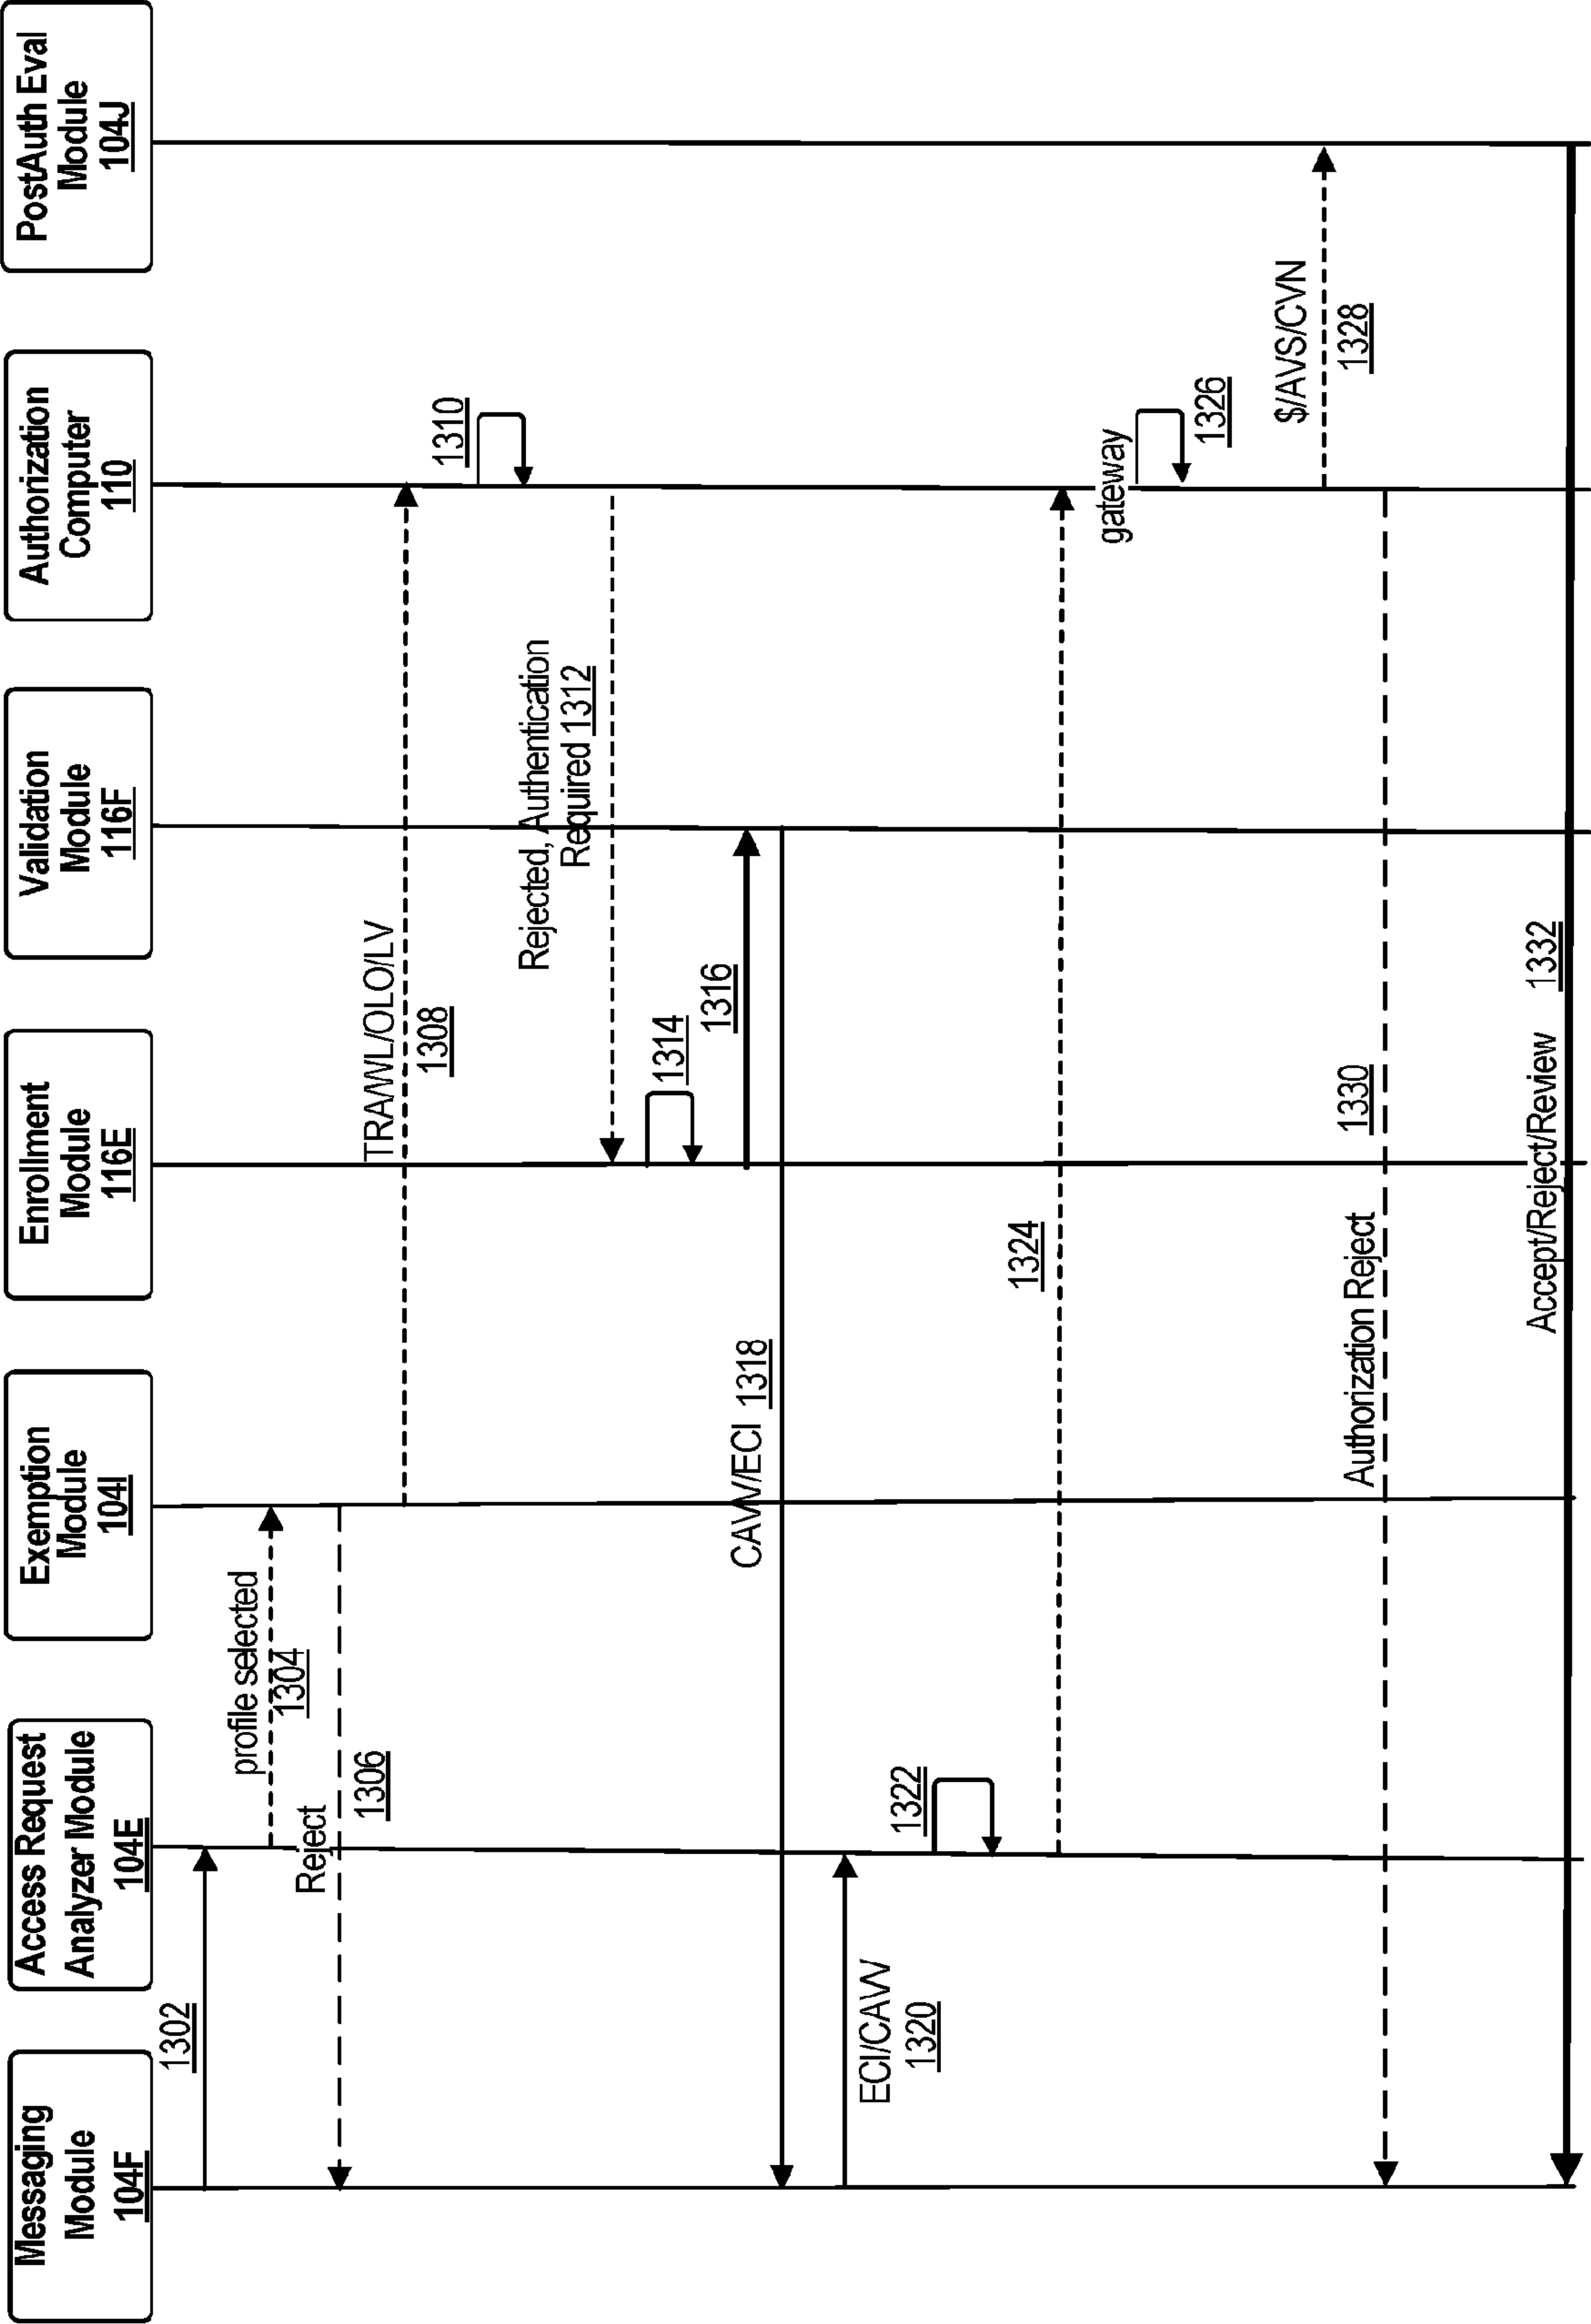 Messaging
Module
104F
Access Request
Analyzer Module
104E
Exemption
Module
104I
Enrollment
Module
116E
Validation
Module
116F
Authorization
Computer
110
PostAuth Eval
Module
104J
1302
profile selected
1304
Reject
1306
TRA/WL/OLO/LV
1308
1310
Rejected, Authentication
Required 1312
1314
1316
CAVV/ECI 1318
ECI/CAVV
1320
1322
1324
gateway
1326
$/AVS/CVN
1328
Authorization Reject
1330
Accept/Reject/Review
1332